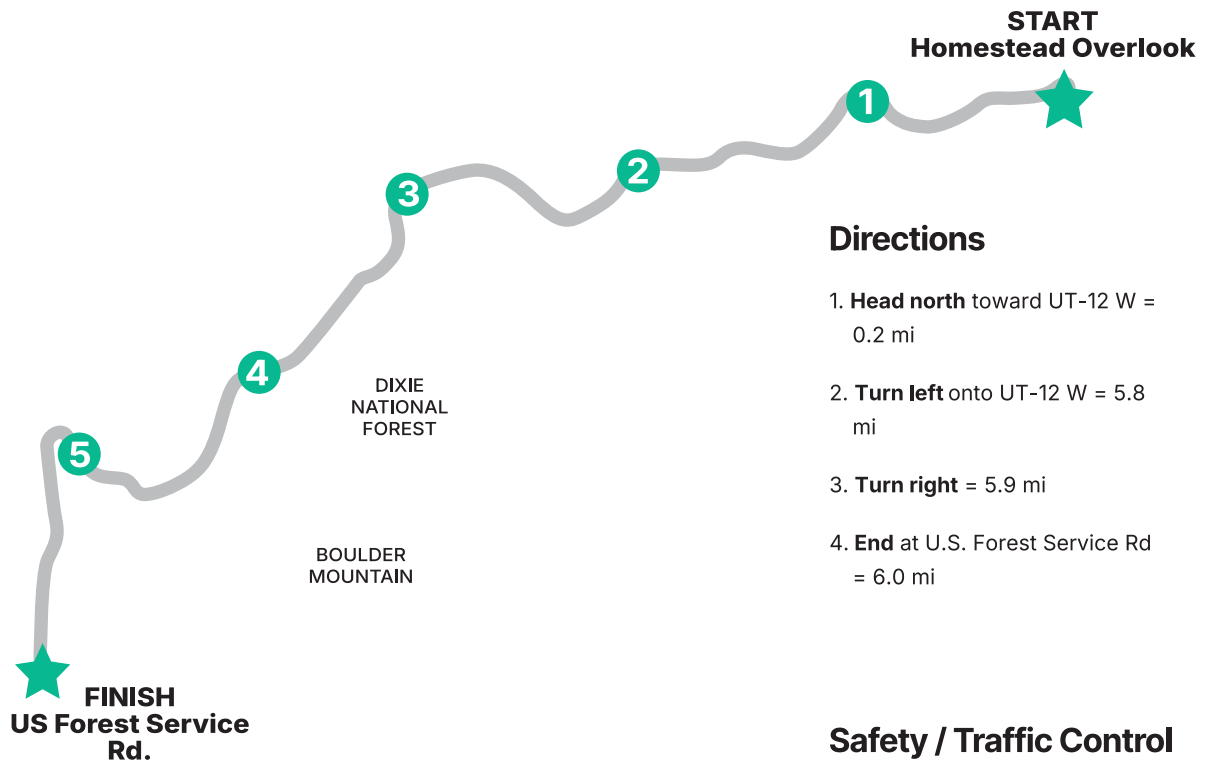 START
Homestead Overlook
1
2
3
4
5
DIXIE
NATIONAL
FOREST
BOULDER
MOUNTAIN
FINISH
US Forest Service
Rd.
Directions
1. Head north toward UT-12 W =
0.2 mi
2. Turn left onto UT-12 W = 5.8
mi
3. Turn right = 5.9 mi
4. End at U.S. Forest Service Rd
= 6.0 mi
Safety / Traffic Control